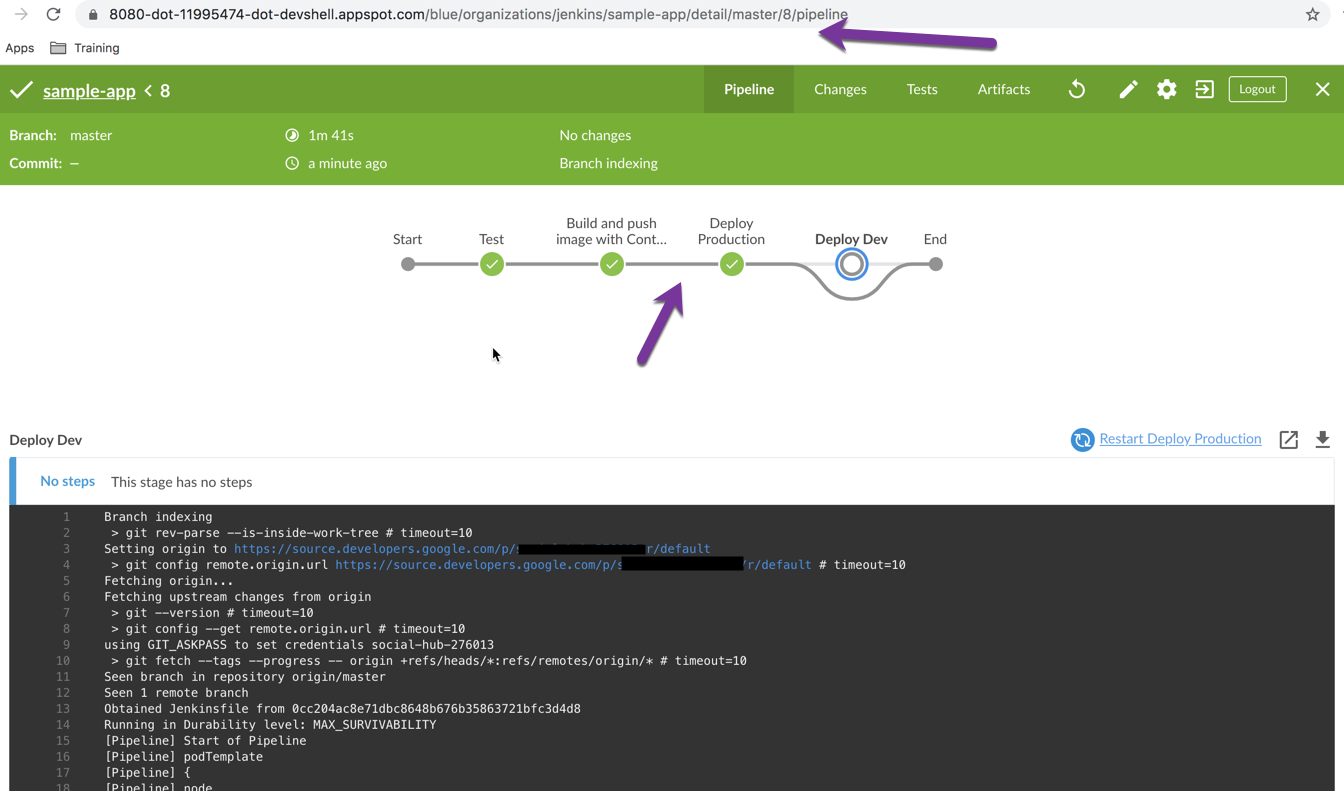 8080-dot-11995474-dot-devshell.appspot.com/blue/organizations/jenkins/sample-app/detail/master/8/pipeline
Apps Training
sample-app < 8 Pipeline Changes Tests Artifacts Logout
Branch: master 1m 41s No changes
Commit: – a minute ago Branch indexing
Start Test Build and push image with Cont... Deploy Production Deploy Dev End
Deploy Dev Restart Deploy Production
No steps This stage has no steps
1 Branch indexing
2 > git rev-parse --is-inside-work-tree # timeout=10
3 Setting origin to https://source.developers.google.com/p/s r/default
4 > git config remote.origin.url https://source.developers.google.com/p/s /r/default # timeout=10
5 Fetching origin...
6 Fetching upstream changes from origin
7 > git --version # timeout=10
8 > git config --get remote.origin.url # timeout=10
9 using GIT_ASKPASS to set credentials social-hub-276013
10 > git fetch --tags --progress -- origin +refs/heads/*:refs/remotes/origin/* # timeout=10
11 Seen branch in repository origin/master
12 Seen 1 remote branch
13 Obtained Jenkinsfile from 0cc204ac8e71dbc8648b676b35863721bfc3d4d8
14 Running in Durability level: MAX_SURVIVABILITY
15 [Pipeline] Start of Pipeline
16 [Pipeline] podTemplate
17 [Pipeline] {
18 [Pipeline] node